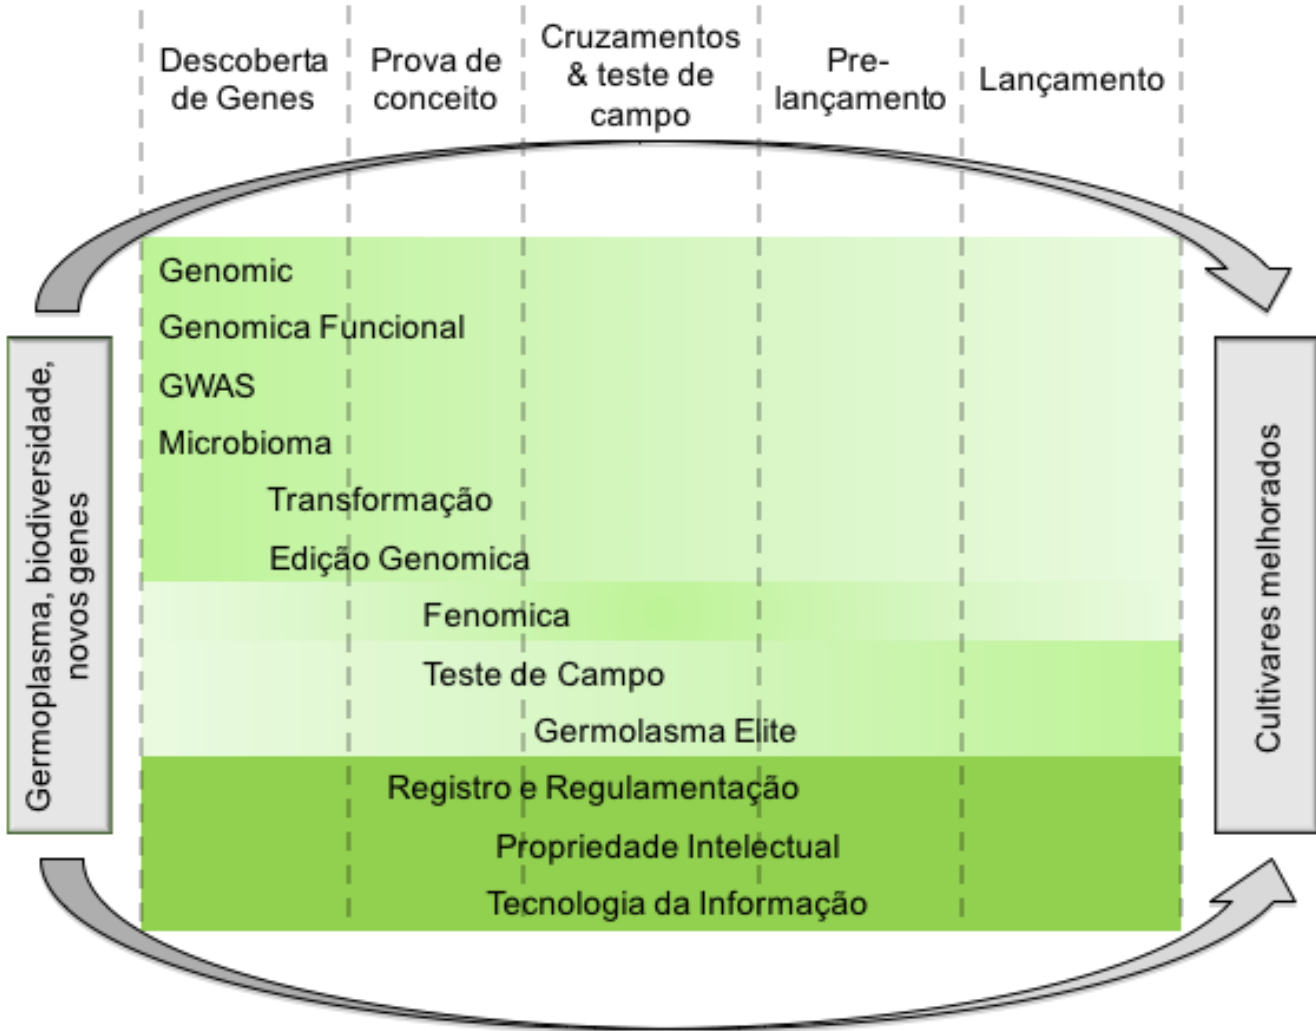 Descoberta
de Genes
Prova de
conceito
Cruzamentos
& teste de
campo
Pre-
lançamento
Lançamento
Germoplasma, biodiversidade,
novos genes
Genomic
Genomica Funcional
GWAS
Microbioma
Transformação
Edição Genomica
Fenomica
Teste de Campo
Germolasma Elite
Registro e Regulamentação
Propriedade Intelectual
Tecnologia da Informação
Cultivares melhorados